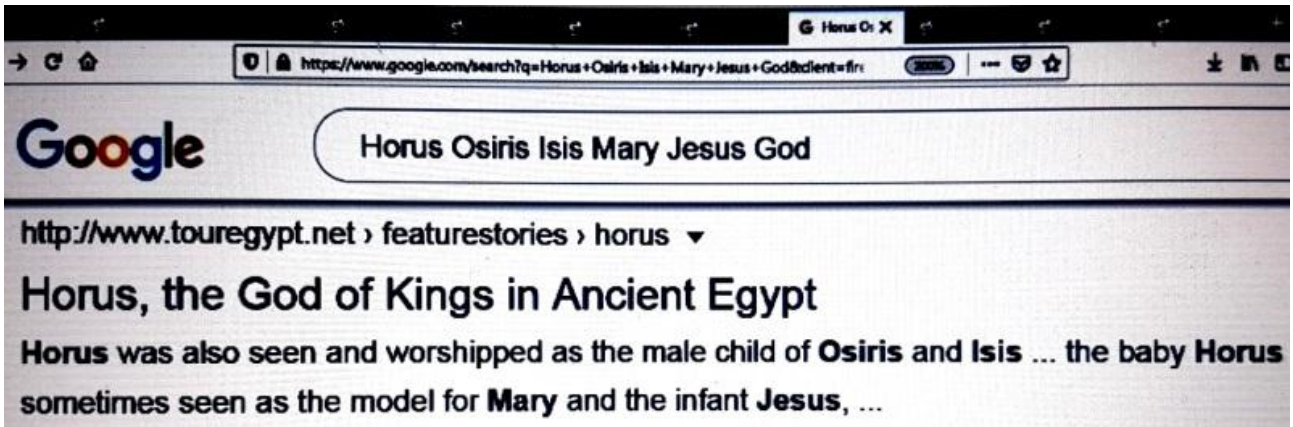 G Horus Os X
https://www.google.com/search?q=Horus+Osiris+Isis+Mary+Jesus+God&client=fire
Google
Horus Osiris Isis Mary Jesus God
http://www.touregypt.net › featurestories › horus
Horus, the God of Kings in Ancient Egypt
Horus was also seen and worshipped as the male child of Osiris and Isis ... the baby Horus
sometimes seen as the model for Mary and the infant Jesus, ...